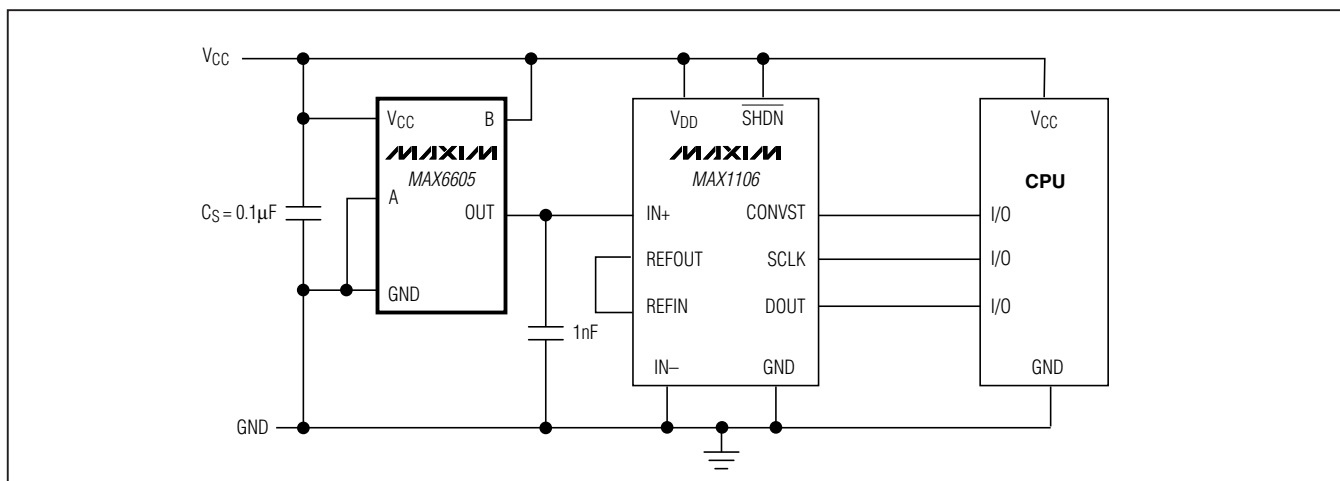 VCC
VCC B
MAXIM
MAX6605
A
OUT
GND
CS = 0.1µF
1nF
VDD SHDN
MAXIM
MAX1106
IN+ CONVST
REFOUT SCLK
REFIN DOUT
IN– GND
VCC
CPU
I/O
I/O
I/O
GND
GND